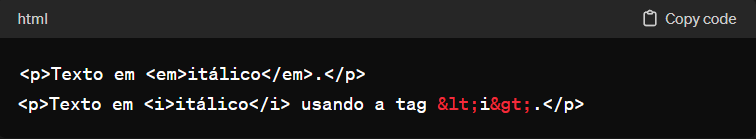 html Copy code
<p>Texto em <em>itálico</em>.</p>
<p>Texto em <i>itálico</i> usando a tag &lt;i&gt;.</p>